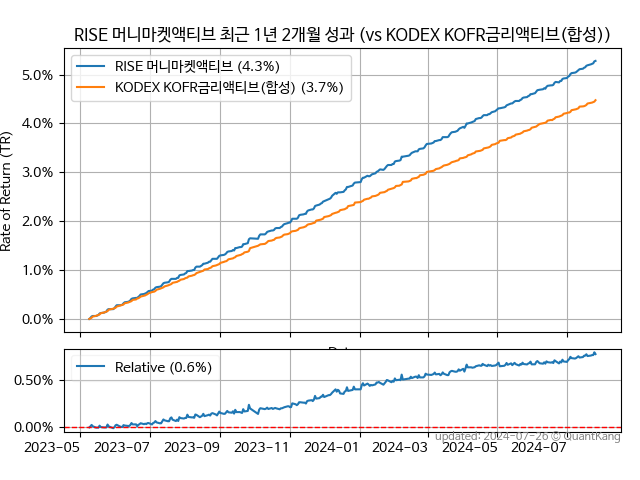 RISE 머니마켓액티브 최근 1년 2개월 성과 (vs KODEX KOFR금리액티브(합성))
Rate of Return (TR)
5.0%
4.0%
3.0%
2.0%
1.0%
0.0%
RISE 머니마켓액티브 (4.3%)
KODEX KOFR금리액티브(합성) (3.7%)
0.50%
0.00%
Relative (0.6%)
2023-05 2023-07 2023-09 2023-11 2024-01 2024-03 2024-05 2024-07
updated: 2024-07-26 © QuantKang